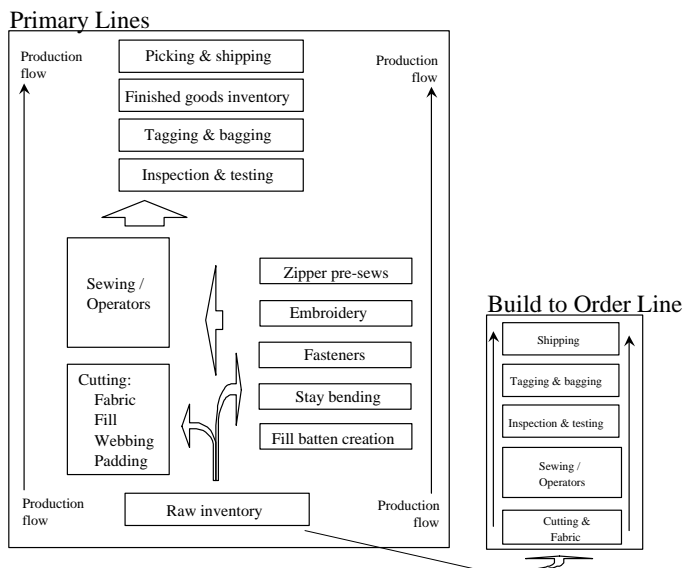 Primary Lines
Production
flow
Picking & shipping
Production
flow
Finished goods inventory
Tagging & bagging
Inspection & testing
Sewing /
Operators
Zipper pre-sews
Embroidery
Fasteners
Stay bending
Fill batten creation
Cutting:
Fabric
Fill
Webbing
Padding
Production
flow
Raw inventory
Production
flow
Build to Order Line
Shipping
Tagging & bagging
Inspection & testing
Sewing /
Operators
Cutting &
Fabric